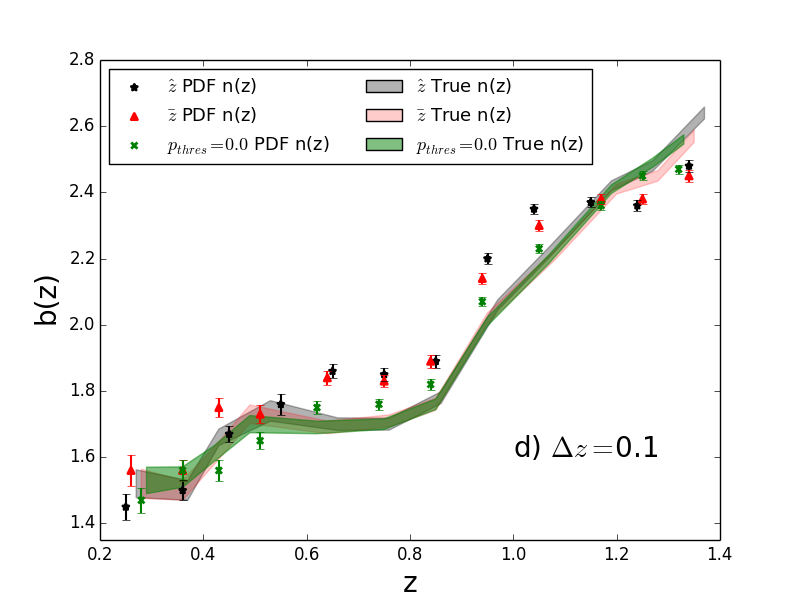 2.8
2.6
2.4
2.2
2.0
1.8
1.6
1.4
b(z)
ẑ PDF n(z)
z̄ PDF n(z)
p_thres=0.0 PDF n(z)
ẑ True n(z)
z̄ True n(z)
p_thres=0.0 True n(z)
d) Δz=0.1
0.2 0.4 0.6 0.8 1.0 1.2 1.4
z